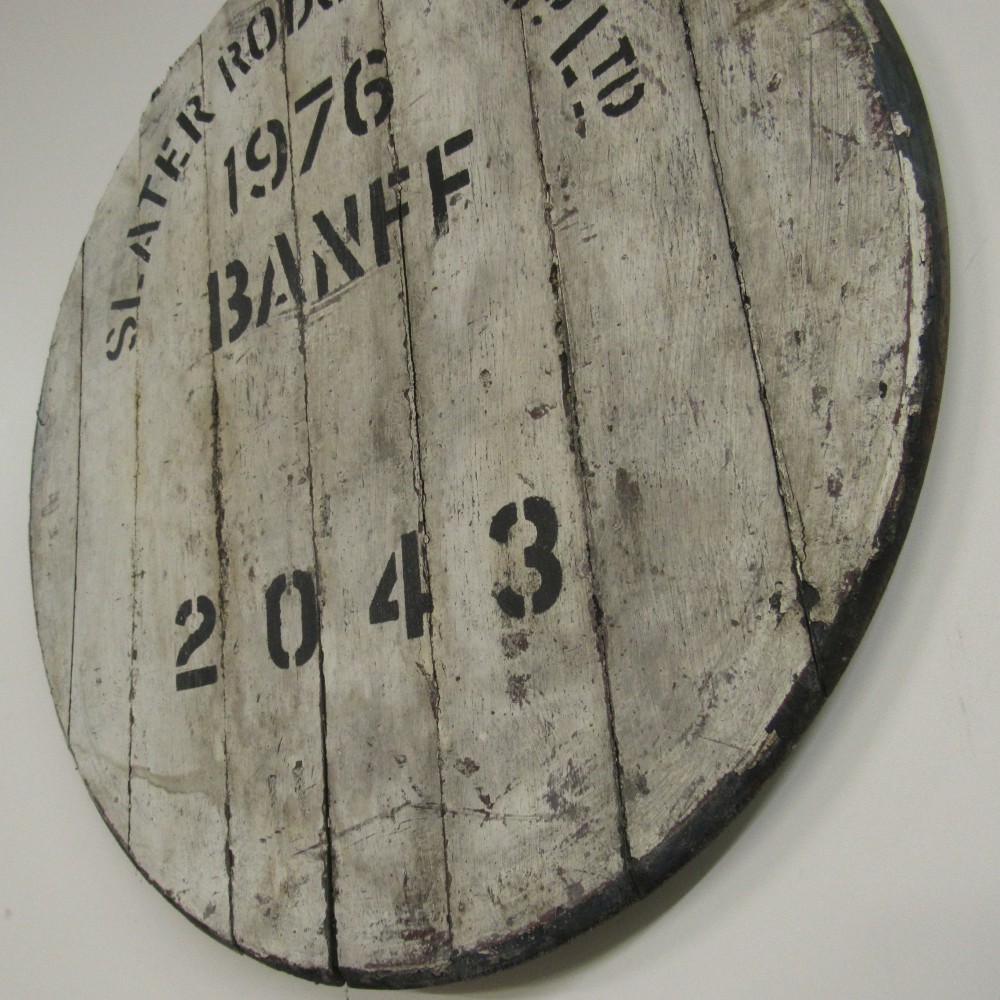 SLATER
LTD
1976
BANFF
2043